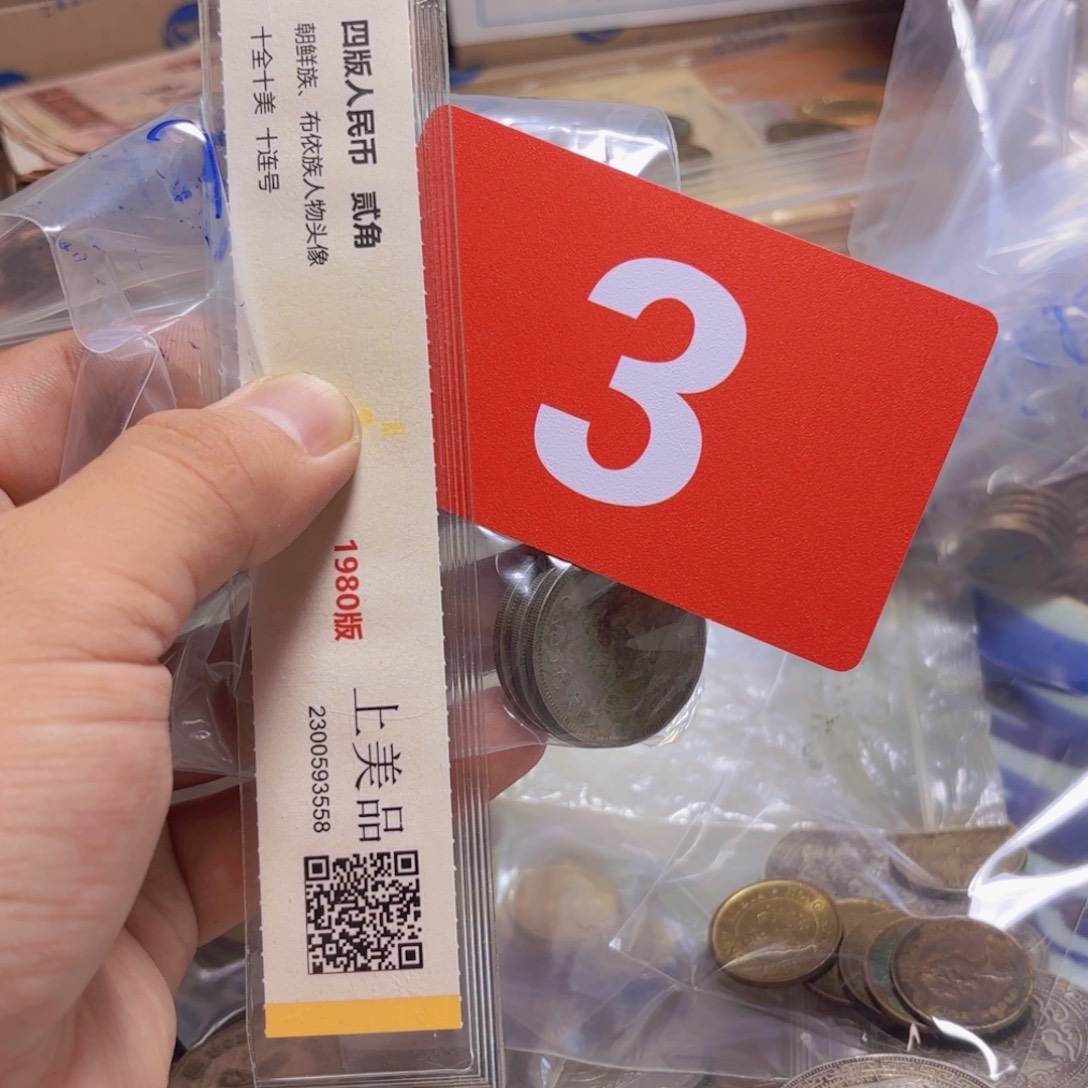 四版人民币 贰角
朝鲜族、布依族人物头像
十全十美 十连号
1980版
上美品
2300593558
3